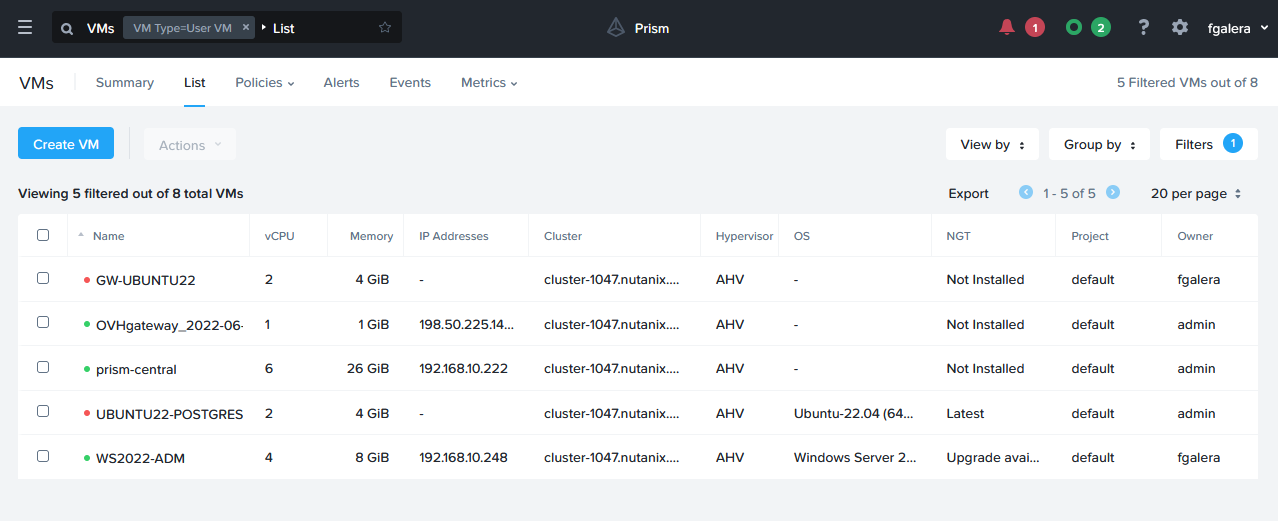 VMs VM Type=User VM × List Prism 1 2 ? fgalera
VMs Summary List Policies Alerts Events Metrics 5 Filtered VMs out of 8
Create VM Actions View by Group by Filters 1
Viewing 5 filtered out of 8 total VMs Export 1 - 5 of 5 20 per page
Name vCPU Memory IP Addresses Cluster Hypervisor OS NGT Project Owner
GW-UBUNTU22 2 4 GiB - cluster-1047.nutanix.... AHV - Not Installed default fgalera
OVHgateway_2022-06- 1 1 GiB 198.50.225.14... cluster-1047.nutanix.... AHV - Not Installed default admin
prism-central 6 26 GiB 192.168.10.222 cluster-1047.nutanix.... AHV - Not Installed default admin
UBUNTU22-POSTGRES 2 4 GiB - cluster-1047.nutanix.... AHV Ubuntu-22.04 (64... Latest default admin
WS2022-ADM 4 8 GiB 192.168.10.248 cluster-1047.nutanix.... AHV Windows Server 2... Upgrade avai... default fgalera